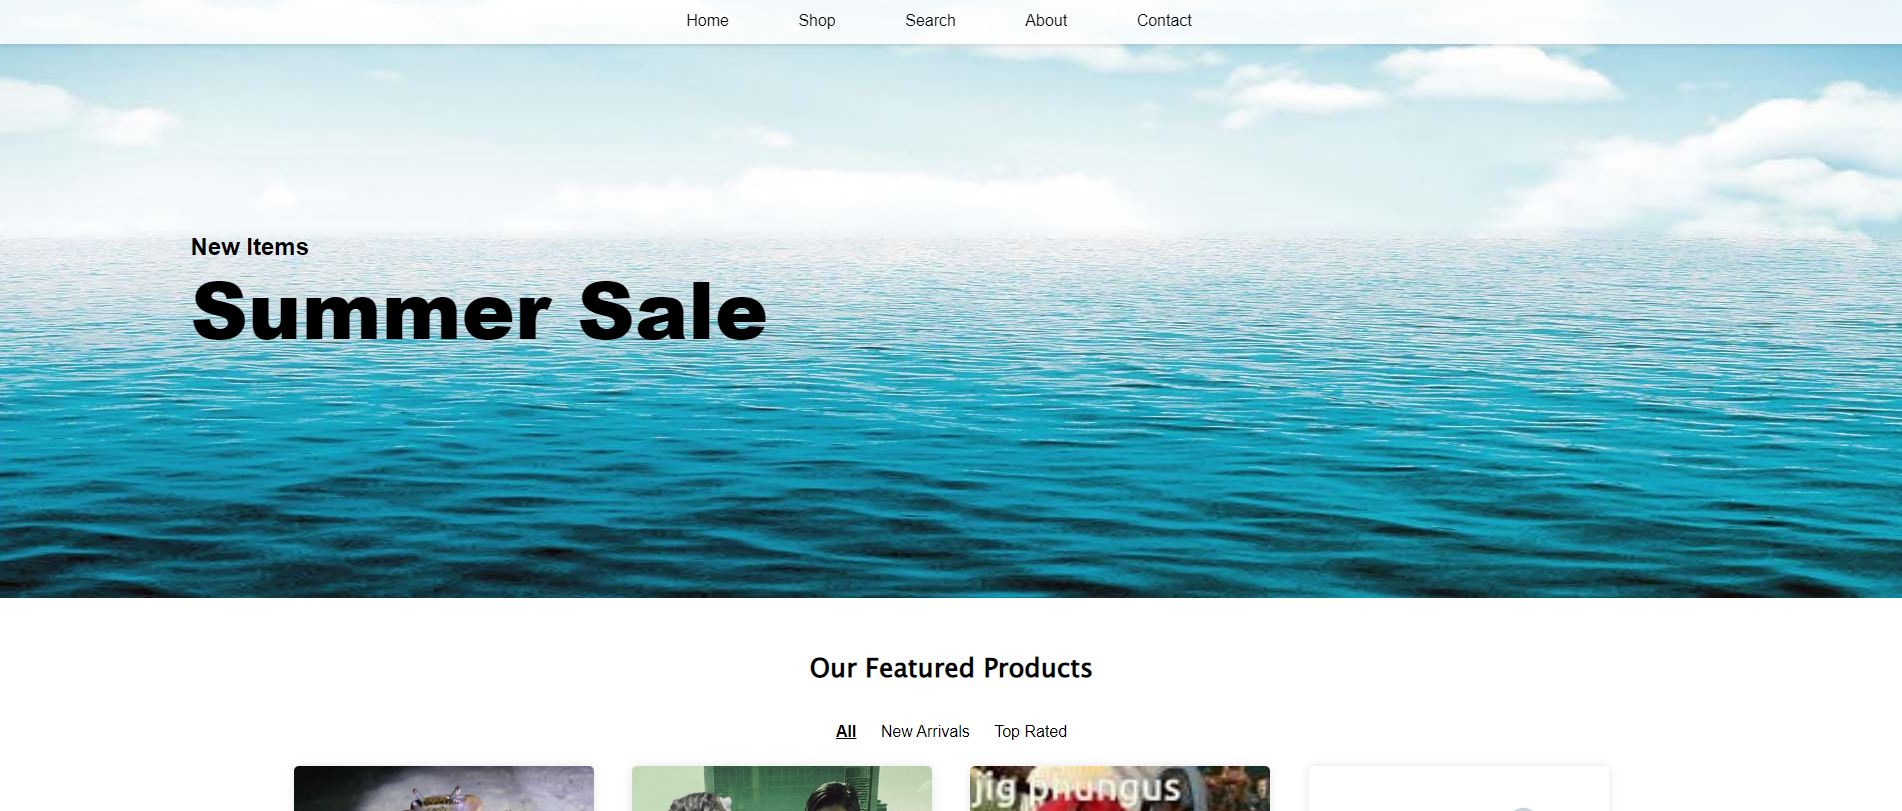 Home Shop Search About Contact
New Items
Summer Sale
Our Featured Products
All New Arrivals Top Rated
jig phungus